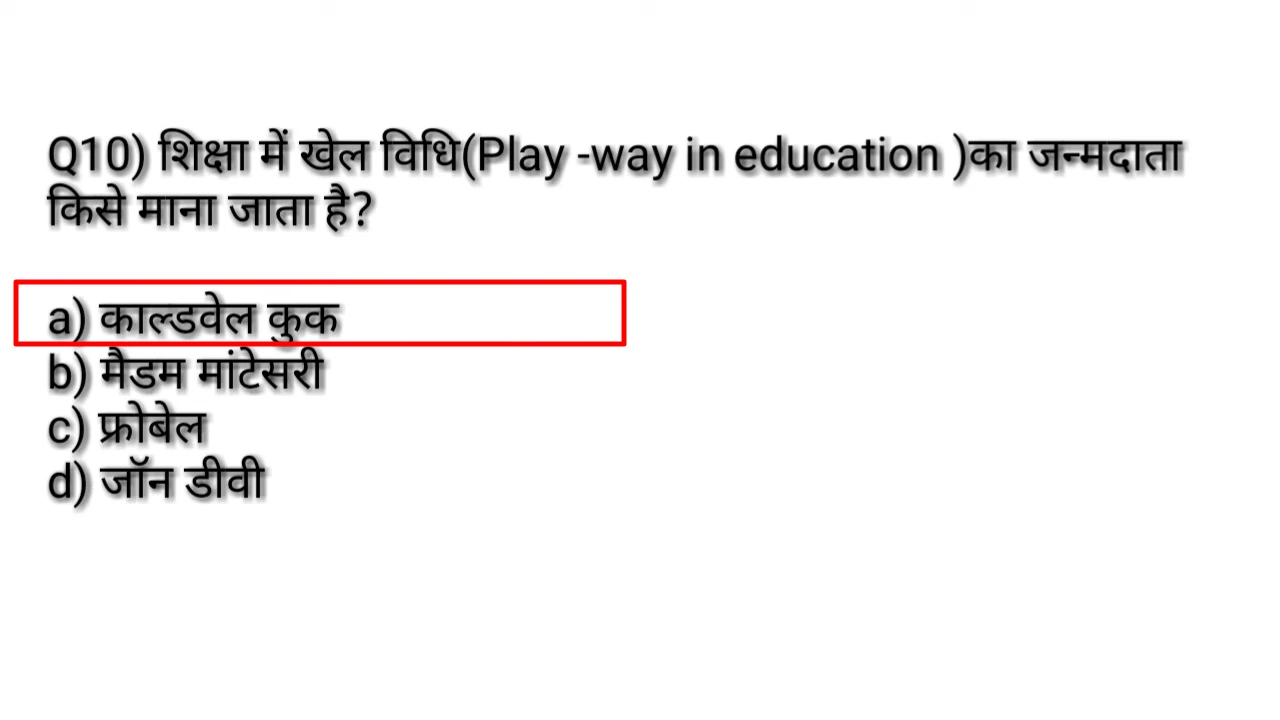 Q10) शिक्षा में खेल विधि(Play -way in education )का जन्मदाता
किसे माना जाता है?
a) काल्डवेल कुक
b) मैडम मांटेसरी
c) फ्रोबेल
d) जॉन डीवी